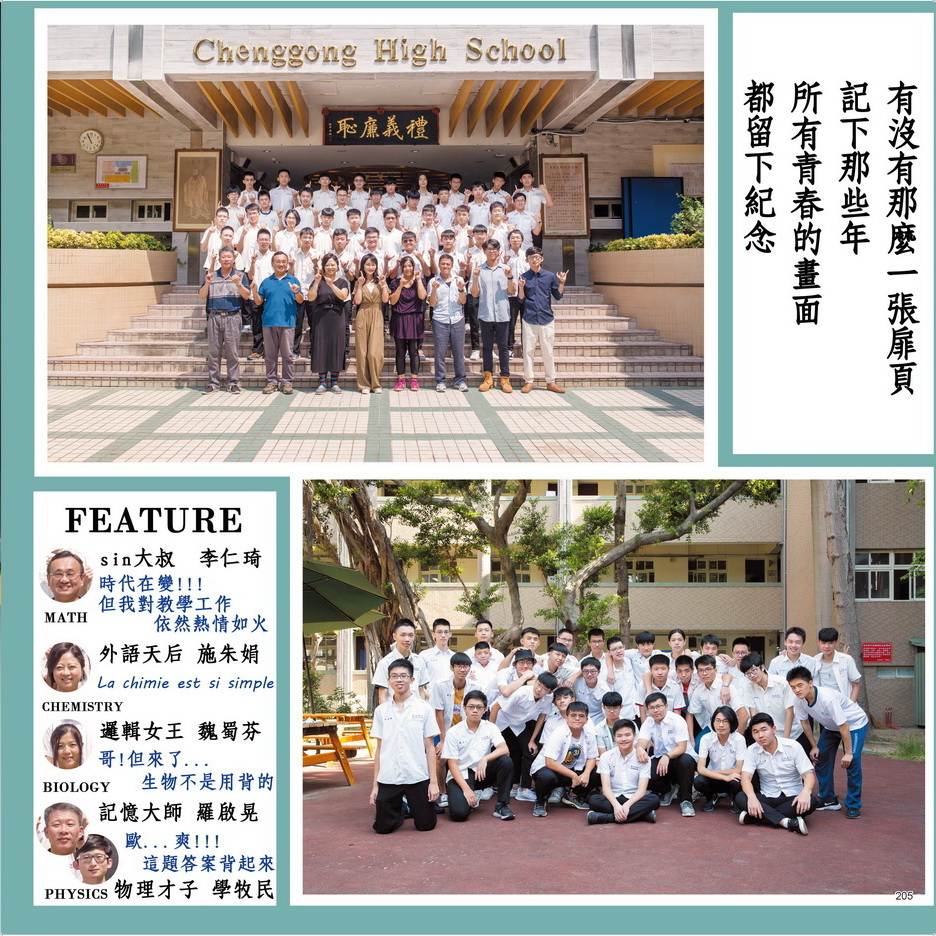 Chenggong High School
禮義廉恥
有沒有那麼一張扉頁
記下那些年
所有青春的畫面
都留下紀念
FEATURE
sin大叔 李仁琦
時代在變!!!
但我對教學工作
依然熱情如火
MATH
外語天后 施朱娟
La chimie est si simple
CHEMISTRY
邏輯女王 魏蜀芬
哥!但來了...
生物不是用背的
BIOLOGY
記憶大師 羅啟晃
歐...爽!!!
這題答案背起來
PHYSICS 物理才子 學牧民
205